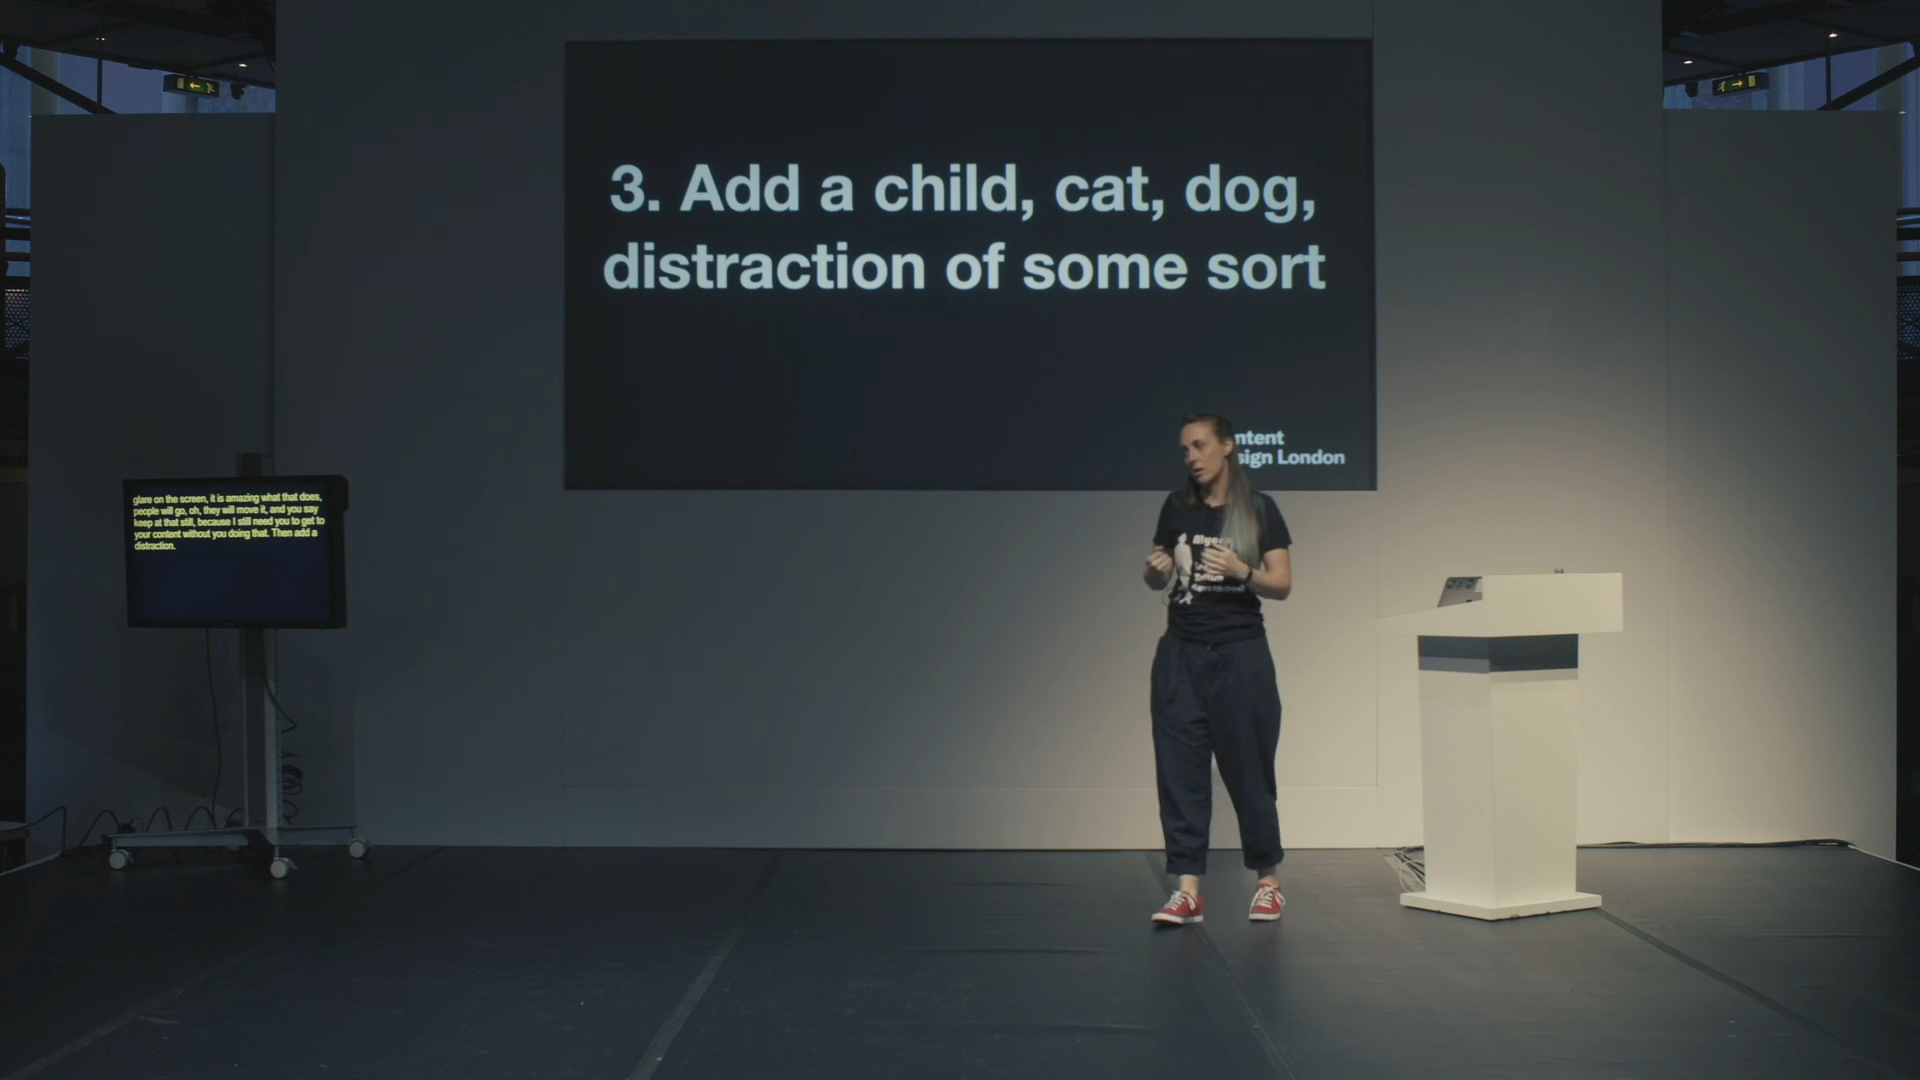 3. Add a child, cat, dog,
distraction of some sort
ntent
sign London
glare on the screen, it is amazing what that does,
people will go, oh, they will move it, and you say
keep at that still, because I still need you to get to
your content without you doing that. Then add a
distraction.